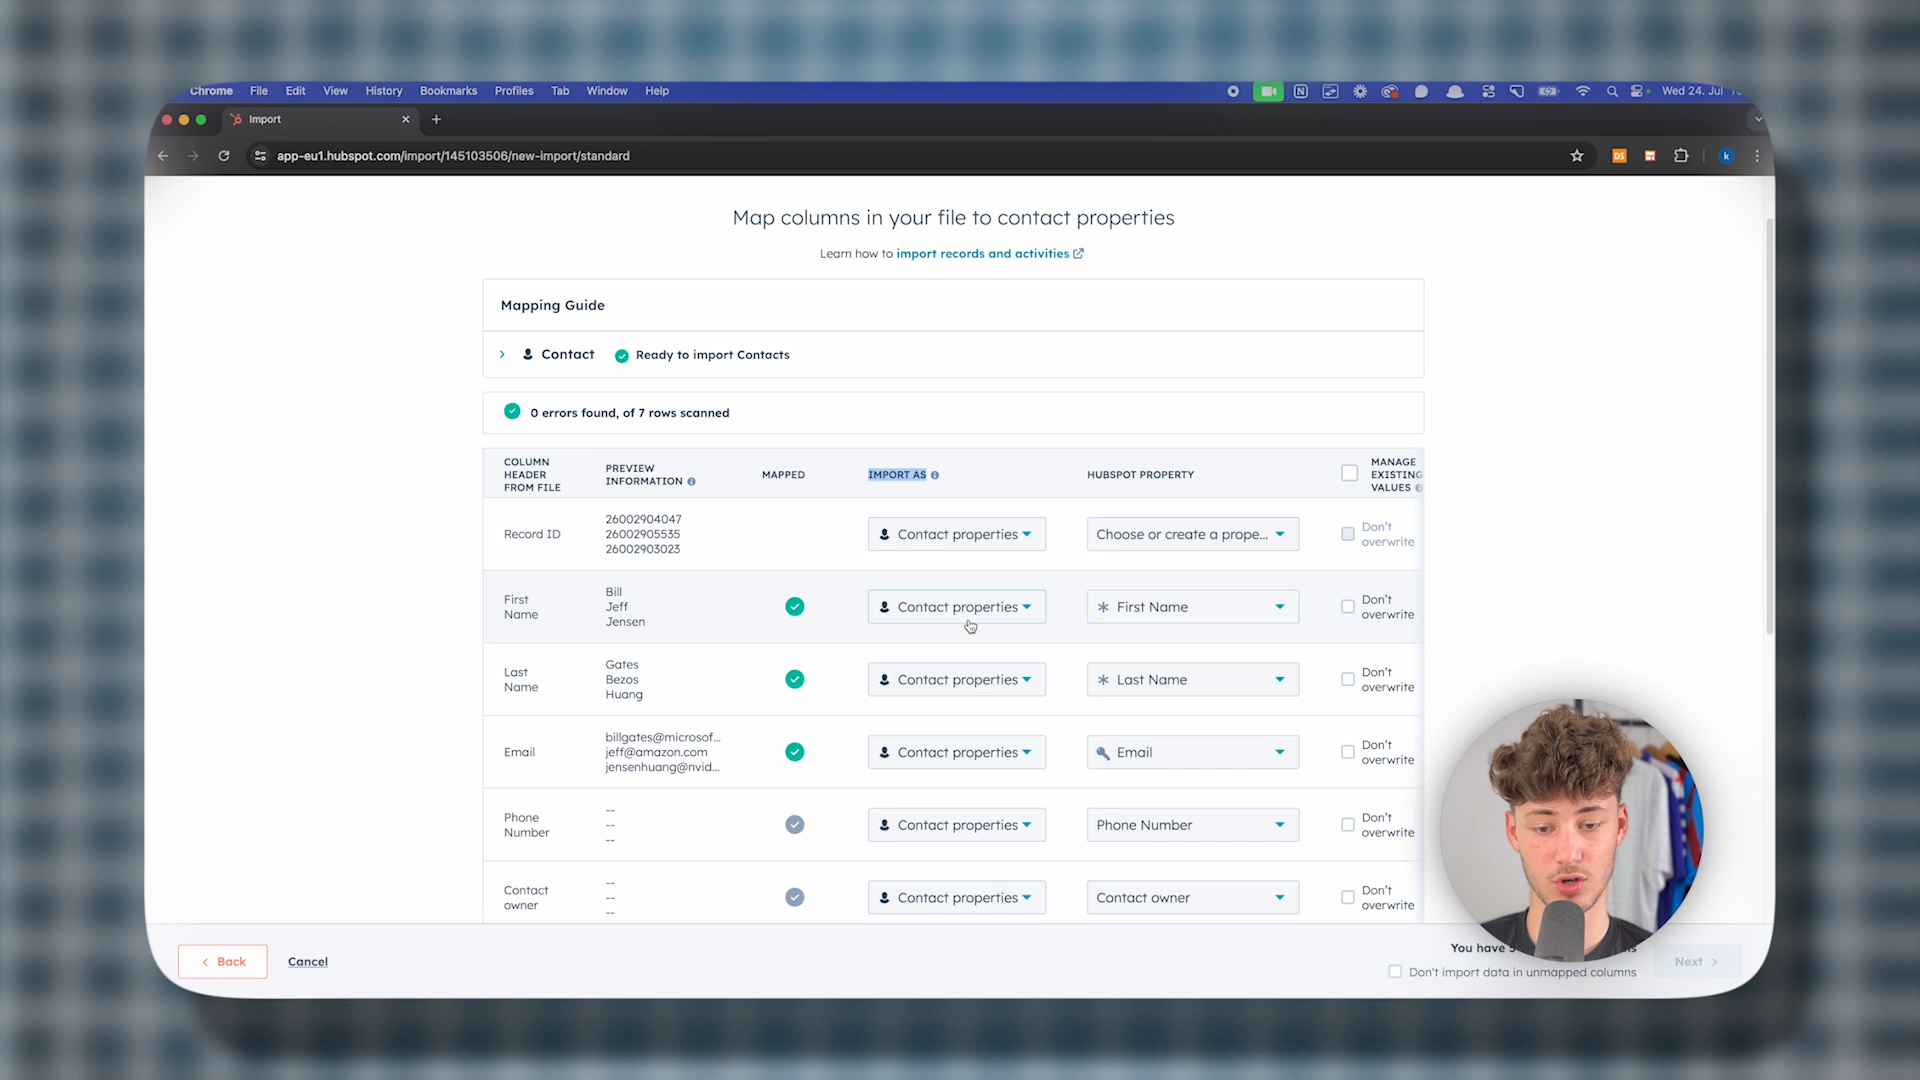 Chrome File Edit View History Bookmarks Profiles Tab Window Help Wed 24. Jul
Import
app-eu1.hubspot.com/import/145103506/new-import/standard
DS
k
Map columns in your file to contact properties
Learn how to import records and activities
Mapping Guide
Contact Ready to import Contacts
0 errors found, of 7 rows scanned
COLUMN HEADER FROM FILE
PREVIEW INFORMATION
MAPPED
IMPORT AS
HUBSPOT PROPERTY
MANAGE EXISTING VALUES
Record ID
26002904047
26002905535
26002903023
Contact properties
Choose or create a prope...
Don't overwrite
First Name
Bill
Jeff
Jensen
Contact properties
First Name
Don't overwrite
Last Name
Gates
Bezos
Huang
Contact properties
Last Name
Don't overwrite
Email
billgates@microsof...
jeff@amazon.com
jensenhuang@nvid...
Contact properties
Email
Don't overwrite
Phone Number
--
--
--
Contact properties
Phone Number
Don't overwrite
Contact owner
--
--
--
Contact properties
Contact owner
Don't overwrite
Back
Cancel
You have
Don't import data in unmapped columns
Next